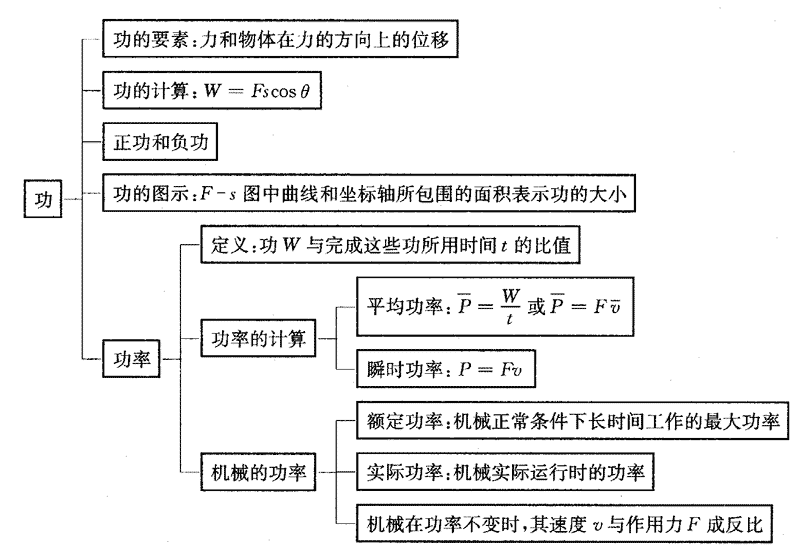 功的要素:力和物体在力的方向上的位移
功的计算:W = Fscosθ
正功和负功
功
功的图示:F-s 图中曲线和坐标轴所包围的面积表示功的大小
定义:功 W 与完成这些功所用时间 t 的比值
平均功率:P̅ = W/t 或 P̅ = F v̅
功率的计算
功率
瞬时功率:P = Fv
额定功率:机械正常条件下长时间工作的最大功率
机械的功率
实际功率:机械实际运行时的功率
机械在功率不变时,其速度 v 与作用力 F 成反比